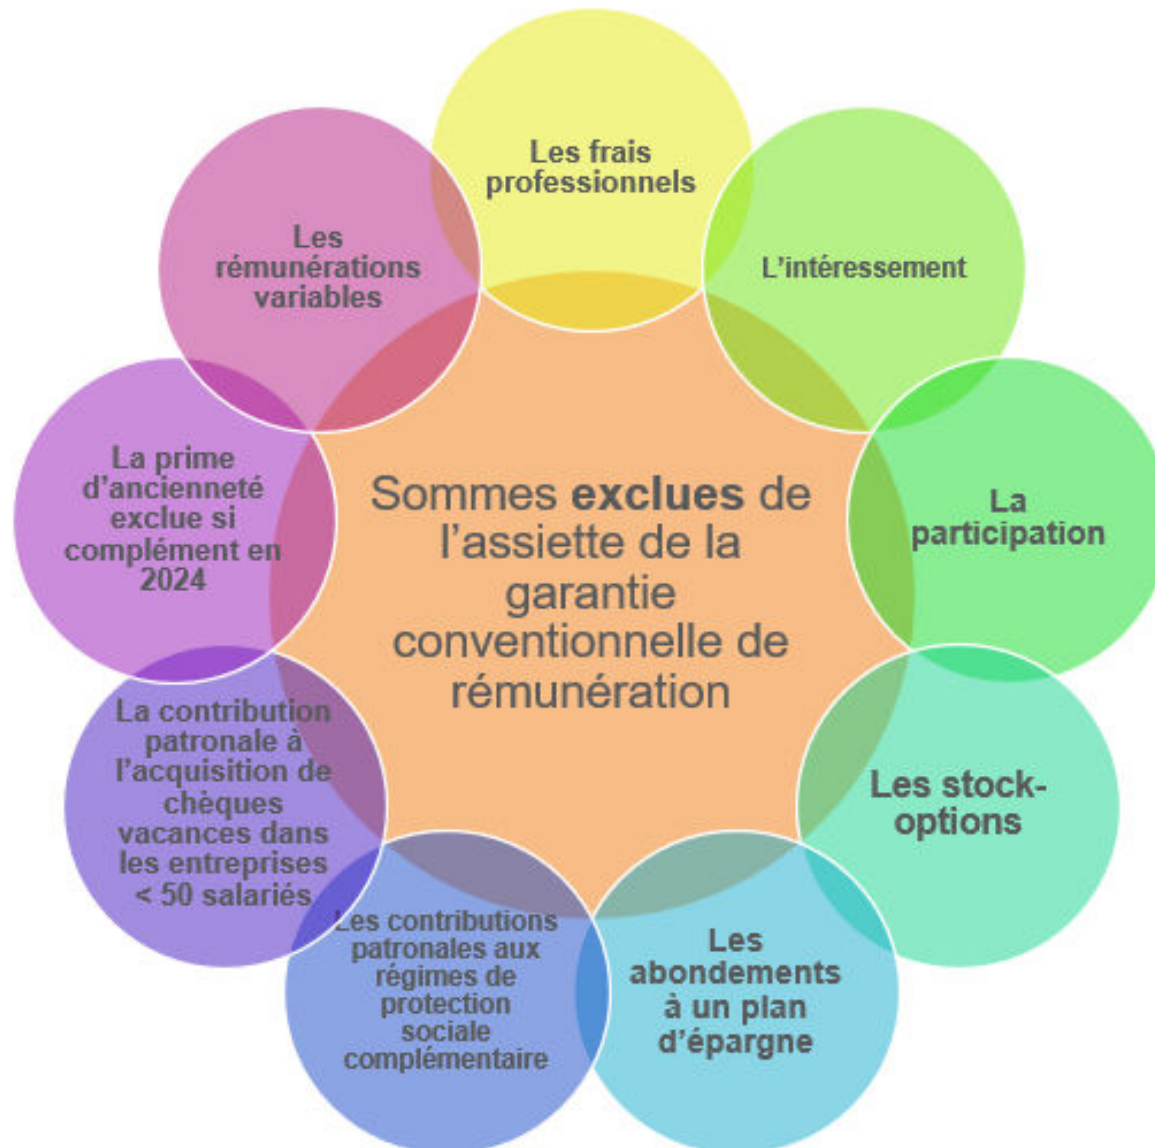 Les frais
professionnels
L'intéressement
La
participation
Les stock-
options
Les
abondements
à un plan
d'épargne
Les contributions
patronales aux
régimes de
protection
sociale
complémentaire
La contribution
patronale à
l'acquisition de
chèques
vacances dans
les entreprises
< 50 salariés
La prime
d'ancienneté
exclue si
complément en
2024
Les
rémunérations
variables
Sommes exclues de
l'assiette de la
garantie
conventionnelle de
rémunération